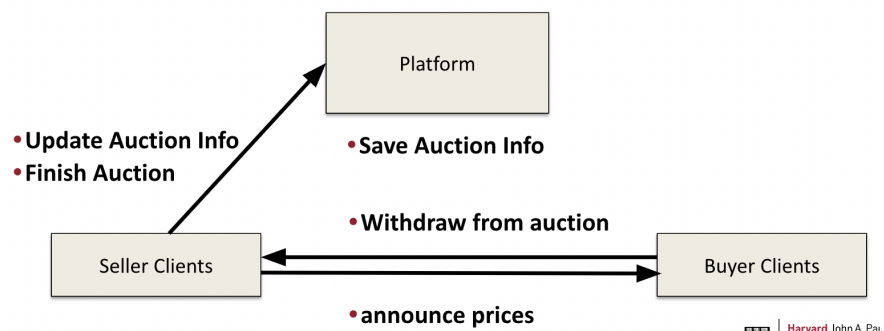 Platform
• Update Auction Info
• Finish Auction
• Save Auction Info
• Withdraw from auction
Seller Clients
Buyer Clients
• announce prices
Harvard John A. Pau